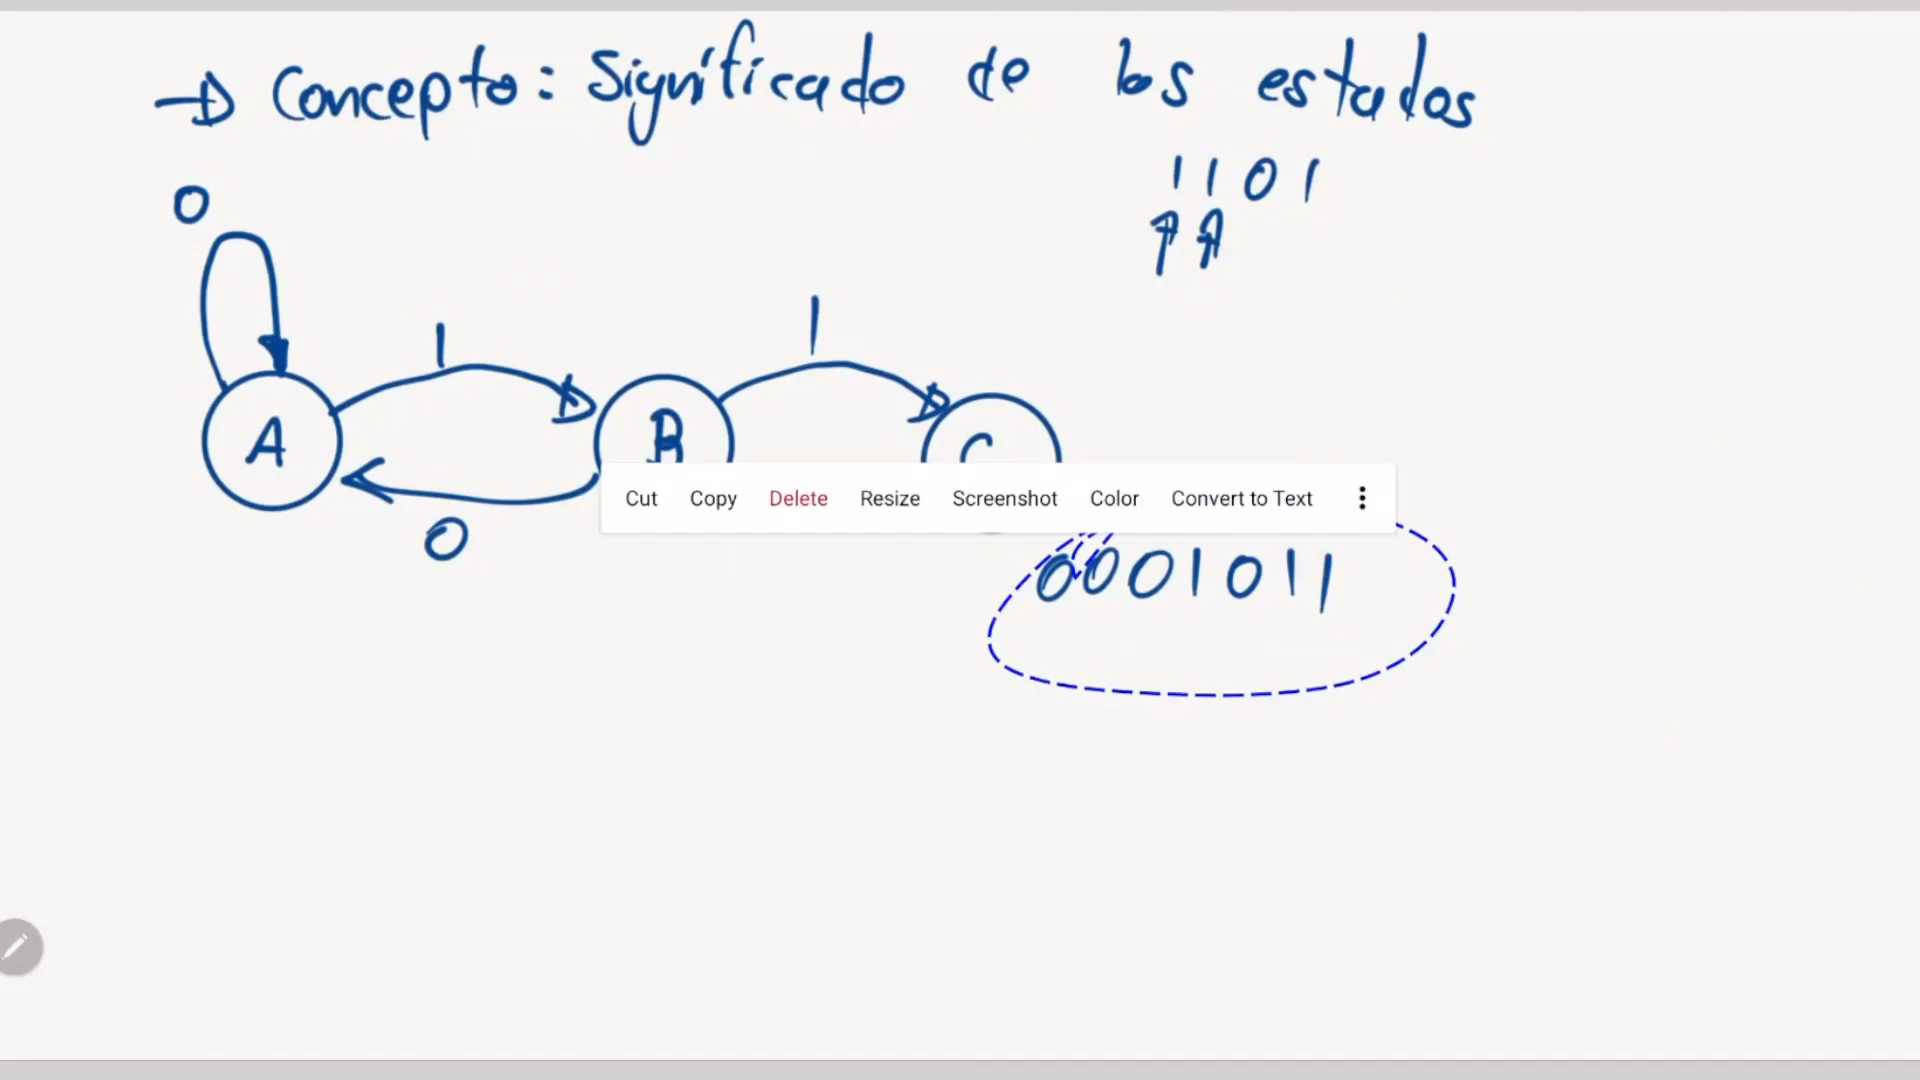 → Concepto: Significado de los estados
1101
0
1
1
A
B
C
Cut Copy Delete Resize Screenshot Color Convert to Text
0
0001011